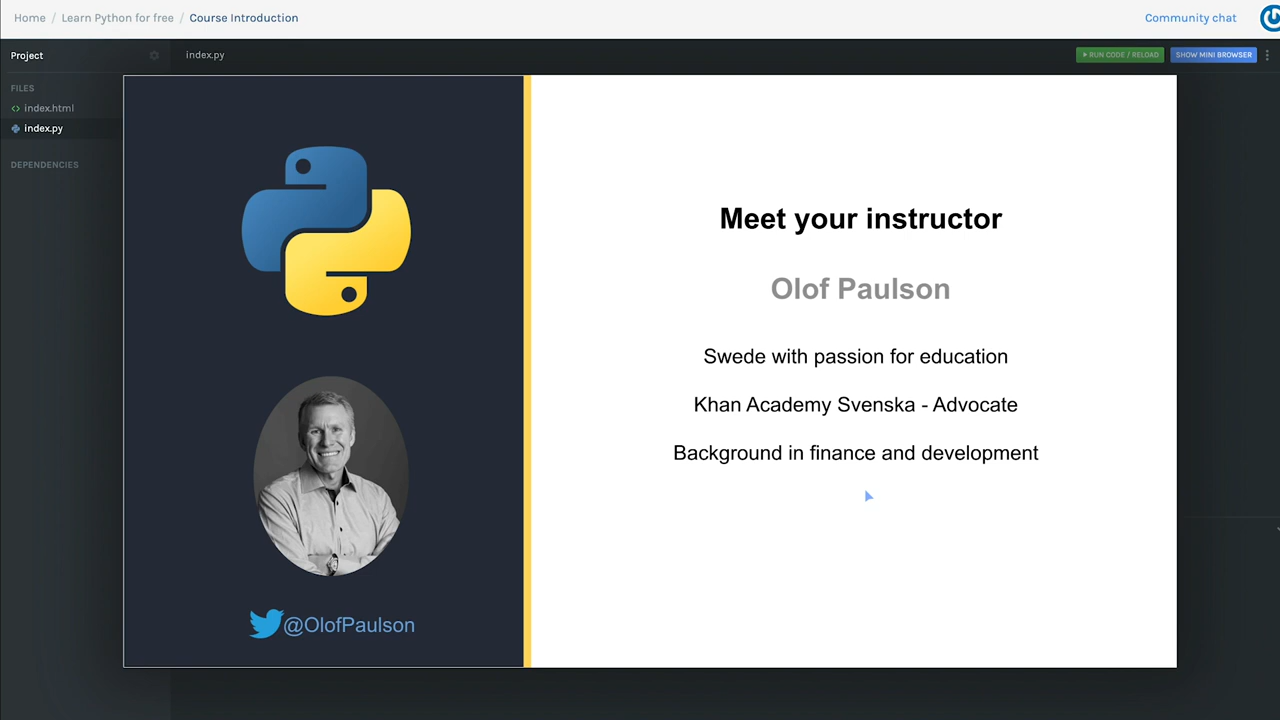 Home / Learn Python for free / Course Introduction
Community chat
Project
index.py
RUN CODE / RELOAD
SHOW MINI BROWSER
FILES
index.html
index.py
DEPENDENCIES
Meet your instructor
Olof Paulson
Swede with passion for education
Khan Academy Svenska - Advocate
Background in finance and development
@OlofPaulson